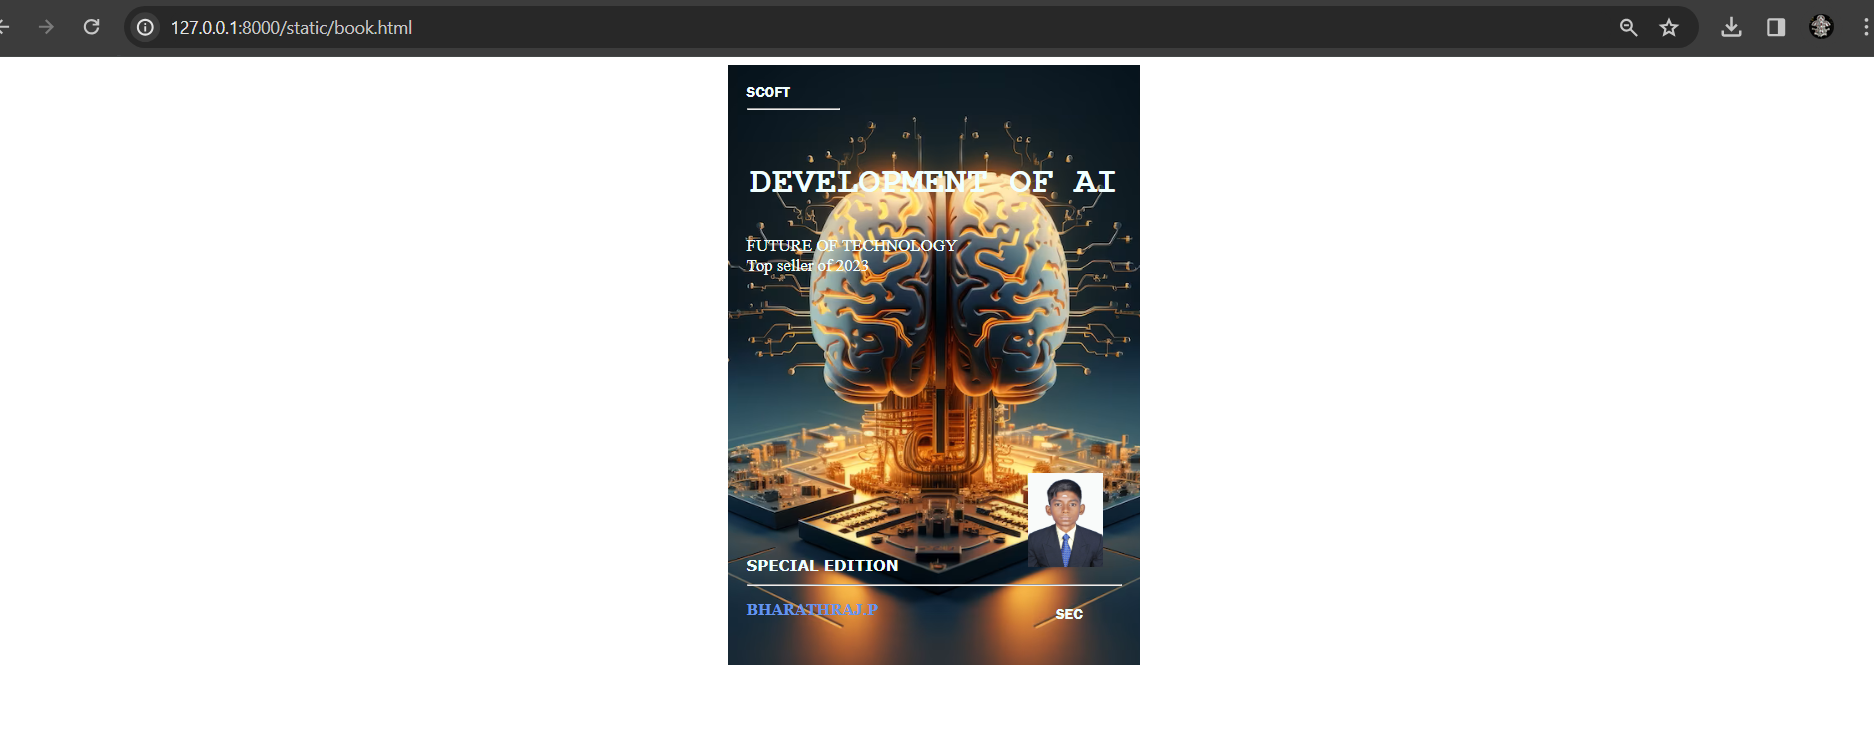 127.0.0.1:8000/static/book.html
SCOFT
DEVELOPMENT OF AI
FUTURE OF TECHNOLOGY
Top seller of 2023
SPECIAL EDITION
BHARATHRAJ.P
SEC